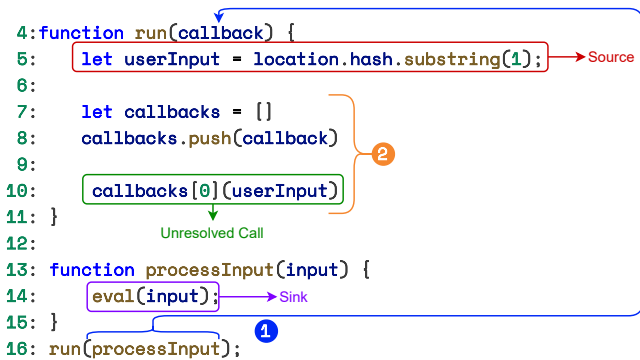 4:function run(callback) {
5: let userInput = location.hash.substring(1); Source
6:
7: let callbacks = []
8: callbacks.push(callback)
2
9:
10: callbacks[0](userInput)
11: }
Unresolved Call
12:
13: function processInput(input) {
14: eval(input); Sink
15: }
1
16: run(processInput);